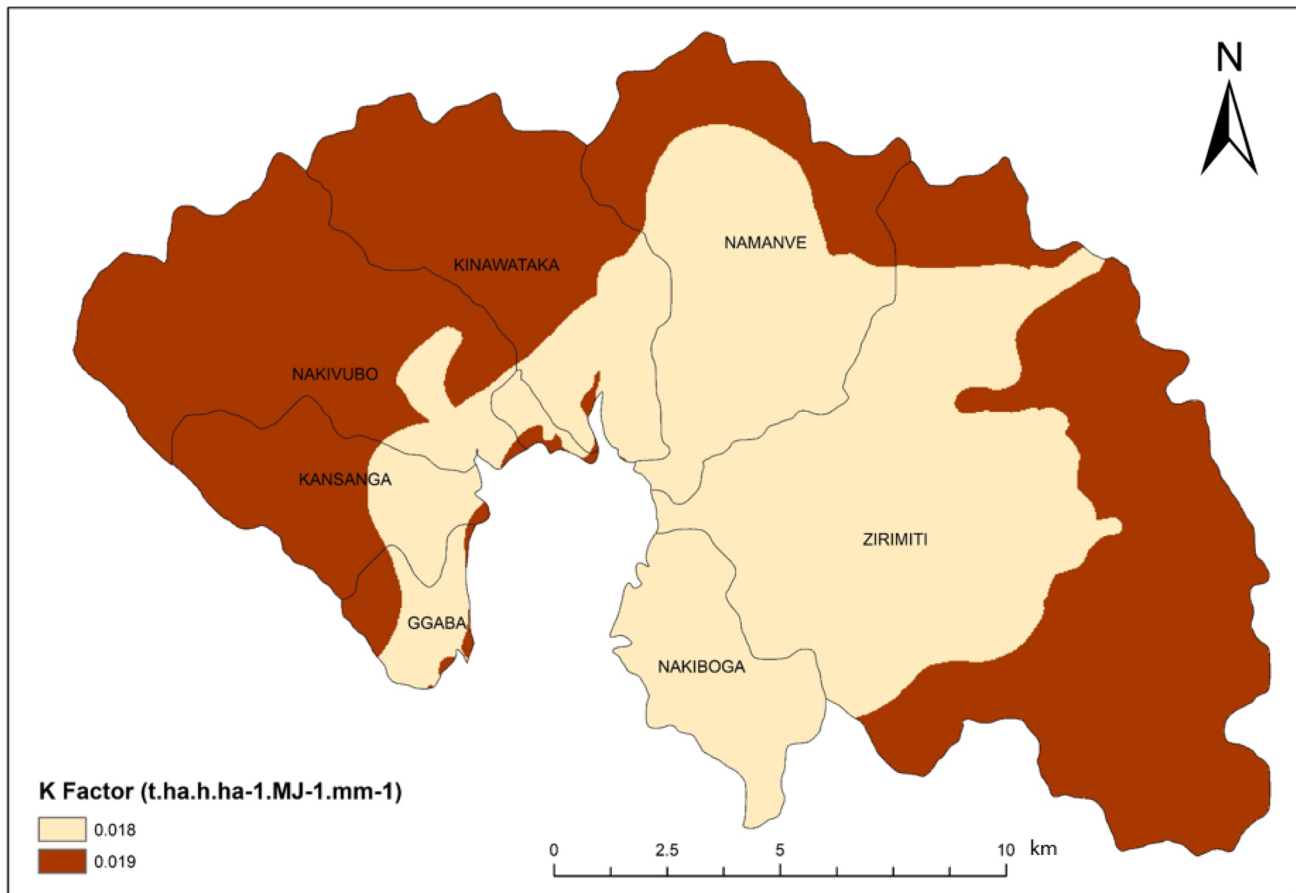 N
NAMANVE
KINAWATAKA
NAKIVUBO
KANSANGA
ZIRIMITI
GGABA
NAKIBOGA
K Factor (t.ha.h.ha-1.MJ-1.mm-1)
0.018
0.019
0 2.5 5 10 km